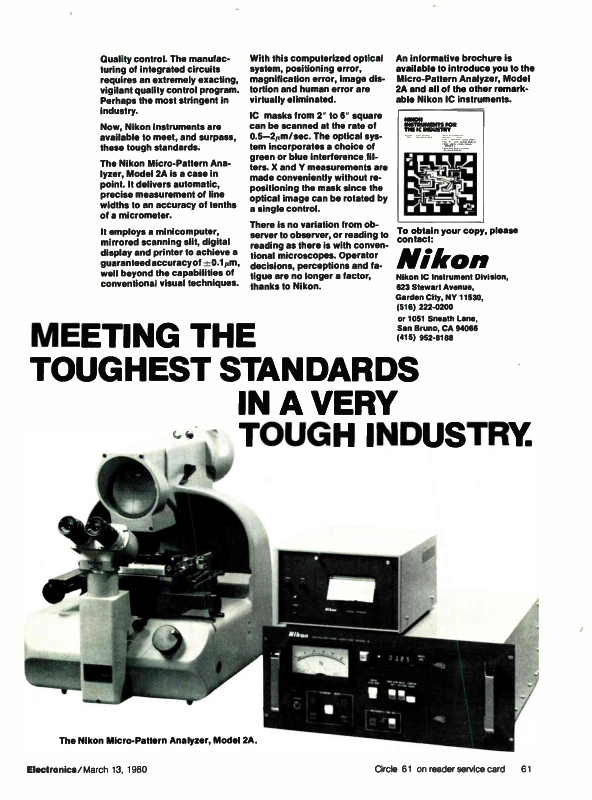 Quality control. The manufac-
turing of integrated circuits
requires an extremely exacting,
vigilant quality control program.
Perhaps the most stringent in
industry.
Now, Nikon Instruments are
available to meet, and surpass,
these tough standards.
The Nikon Micro-Pattern Ana-
lyzer, Model 2A is a case in
point. It delivers automatic,
precise measurement of line
widths to an accuracy of tenths
of a micrometer.
It employs a minicomputer,
mirrored scanning slit, digital
display and printer to achieve a
guaranteed accuracy of ±0.1μm,
well beyond the capabilities of
conventional visual techniques.
With this computerized optical
system, positioning error,
magnification error, image dis-
tortion and human error are
virtually eliminated.
IC masks from 2" to 6" square
can be scanned at the rate of
0.5—2μm/sec. The optical sys-
tem incorporates a choice of
green or blue interference fil-
ters. X and Y measurements are
made conveniently without re-
positioning the mask since the
optical image can be rotated by
a single control.
There is no variation from ob-
server to observer, or reading to
reading as there is with conven-
tional microscopes. Operator
decisions, perceptions and fa-
tigue are no longer a factor,
thanks to Nikon.
An informative brochure is
available to introduce you to the
Micro-Pattern Analyzer, Model
2A and all of the other remark-
able Nikon IC instruments.
NIKON
INSTRUMENTS FOR
THE IC INDUSTRY
To obtain your copy, please
contact:
Nikon
Nikon IC Instrument Division,
623 Stewart Avenue,
Garden City, NY 11530,
(516) 222-0200
or 1051 Sneath Lane,
San Bruno, CA 94066
(415) 952-8188
MEETING THE
TOUGHEST STANDARDS
IN A VERY
TOUGH INDUSTRY.
Nikon
Nikon
The Nikon Micro-Pattern Analyzer, Model 2A.
Electronics/March 13, 1980
Circle 61 on reader service card 61